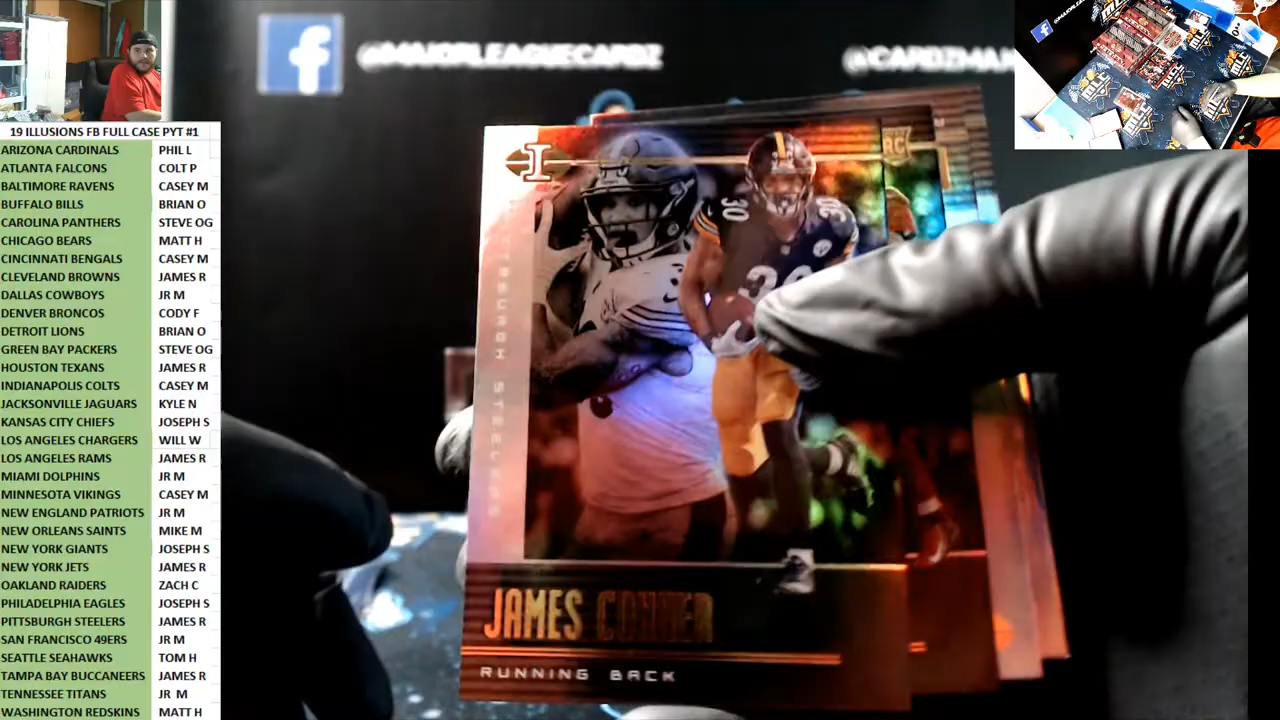 f @MAJORLEAGUECARDZ @CARDZMAN
19 ILLUSIONS FB FULL CASE PYT #1
ARIZONA CARDINALS PHIL L
ATLANTA FALCONS COLT P
BALTIMORE RAVENS CASEY M
BUFFALO BILLS BRIAN O
CAROLINA PANTHERS STEVE OG
CHICAGO BEARS MATT H
CINCINNATI BENGALS CASEY M
CLEVELAND BROWNS JAMES R
DALLAS COWBOYS JR M
DENVER BRONCOS CODY F
DETROIT LIONS BRIAN O
GREEN BAY PACKERS STEVE OG
HOUSTON TEXANS JAMES R
INDIANAPOLIS COLTS CASEY M
JACKSONVILLE JAGUARS KYLE N
KANSAS CITY CHIEFS JOSEPH S
LOS ANGELES CHARGERS WILL W
LOS ANGELES RAMS JAMES R
MIAMI DOLPHINS JR M
MINNESOTA VIKINGS CASEY M
NEW ENGLAND PATRIOTS JR M
NEW ORLEANS SAINTS MIKE M
NEW YORK GIANTS JOSEPH S
NEW YORK JETS JAMES R
OAKLAND RAIDERS ZACH C
PHILADELPHIA EAGLES JOSEPH S
PITTSBURGH STEELERS JAMES R
SAN FRANCISCO 49ERS JR M
SEATTLE SEAHAWKS TOM H
TAMPA BAY BUCCANEERS JAMES R
TENNESSEE TITANS JR M
WASHINGTON REDSKINS MATT H
I
RC
30
30
PITTSBURGH STEELERS
JAMES CONNER
RUNNING BACK